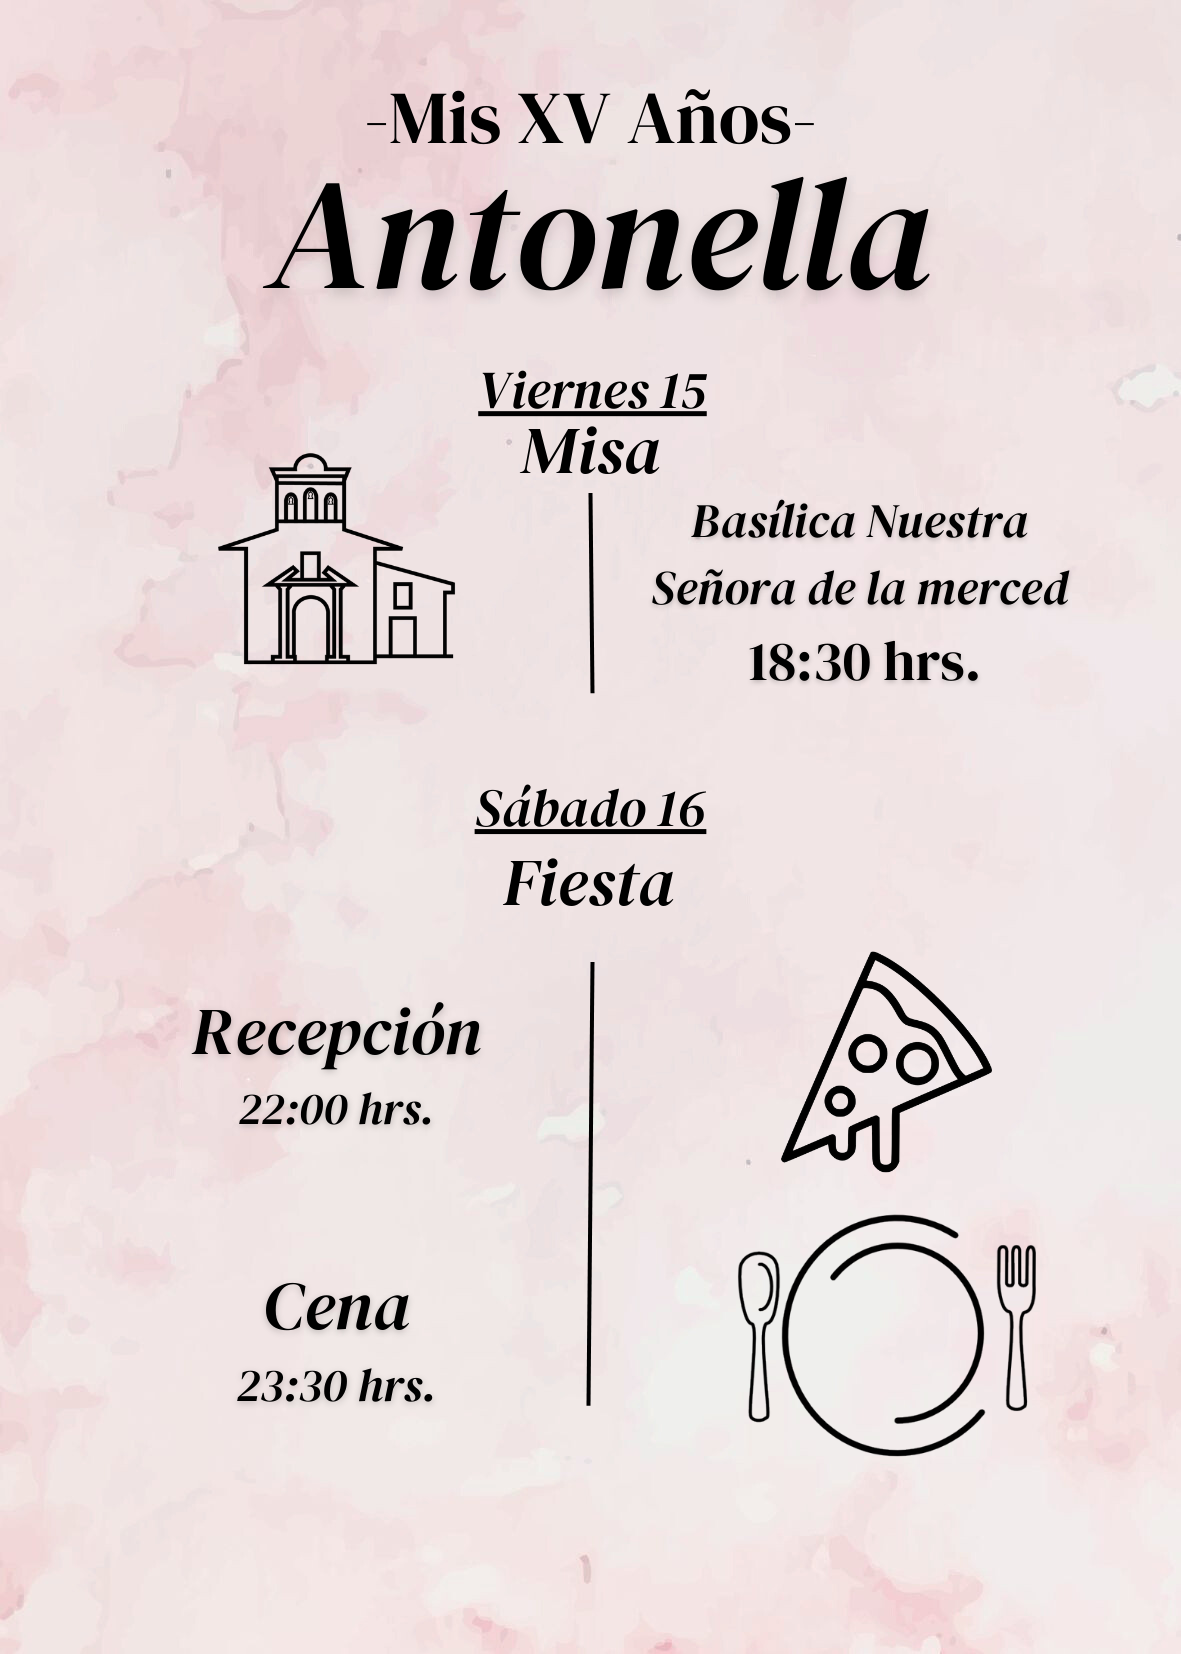 -Mis XV Años-
Antonella
Viernes 15
Misa
Basílica Nuestra
Señora de la merced
18:30 hrs.
Sábado 16
Fiesta
Recepción
22:00 hrs.
Cena
23:30 hrs.